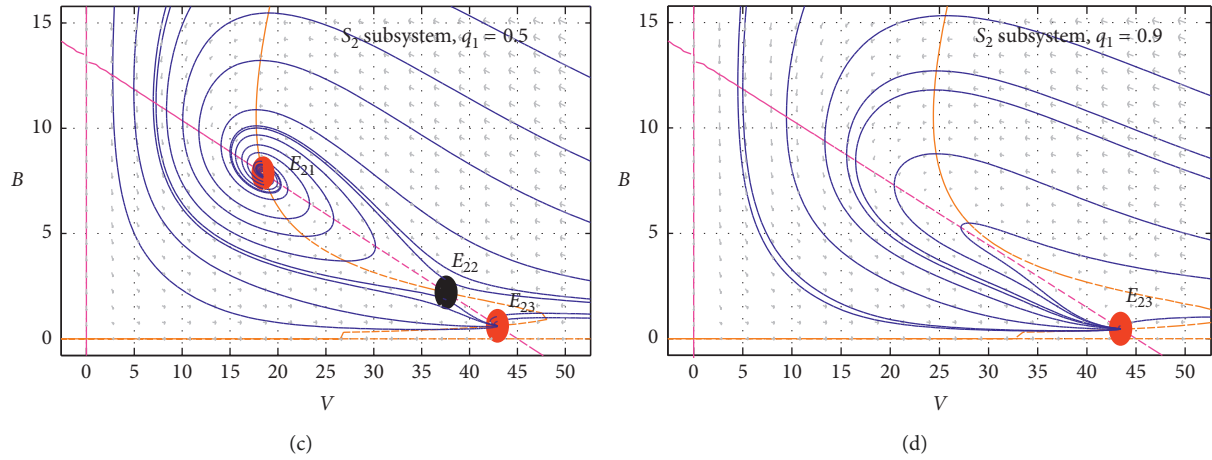 15
10
5
0
B
0 5 10 15 20 25 30 35 40 45 50
V
S₂ subsystem, q₁ = 0.5
E₂₁
E₂₂
E₂₃
(c)
15
10
5
0
B
0 5 10 15 20 25 30 35 40 45 50
V
S₂ subsystem, q₁ = 0.9
E₂₃
(d)